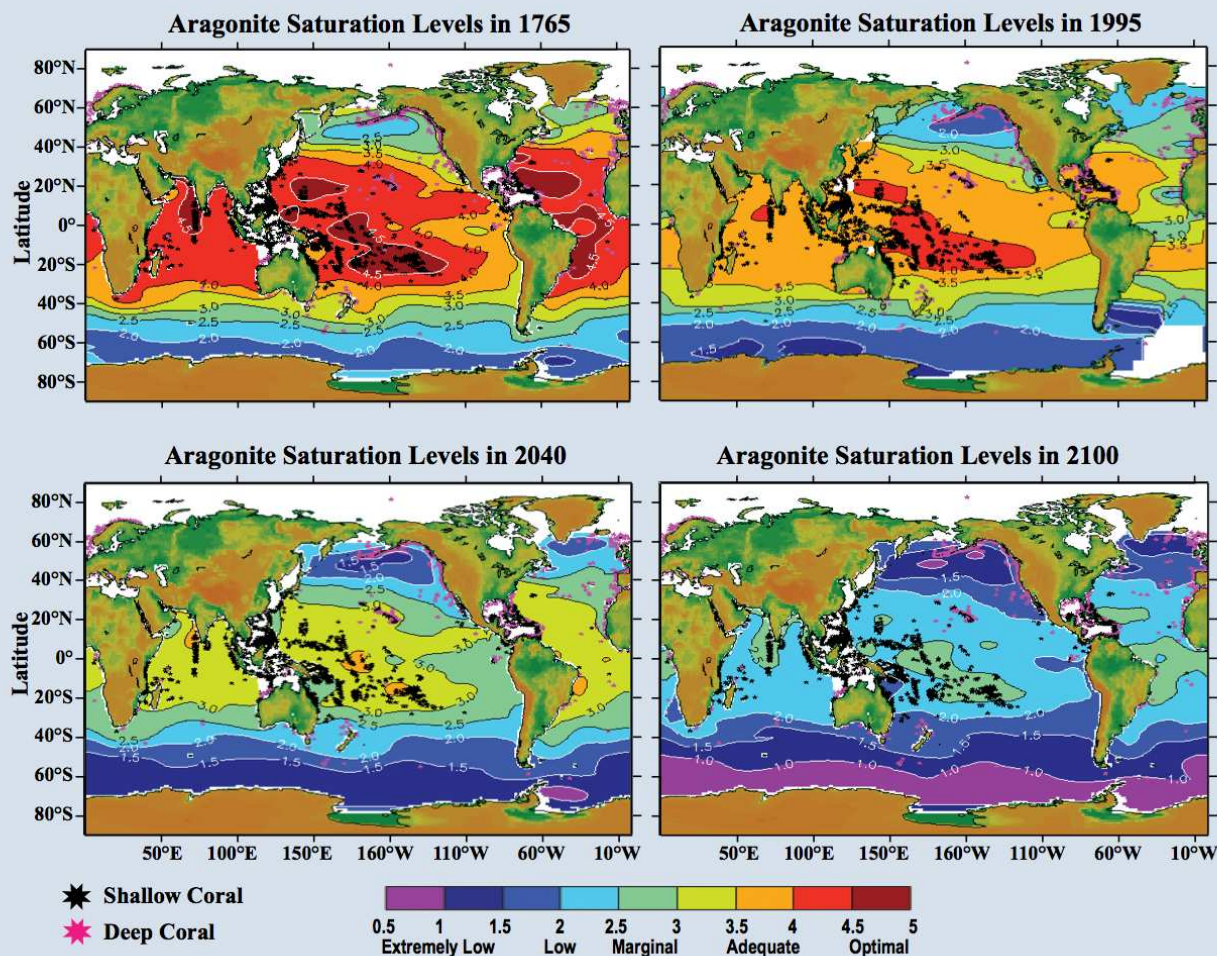 Aragonite Saturation Levels in 1765
Aragonite Saturation Levels in 1995
80°N
60°N
40°N
20°N
0°
20°S
40°S
60°S
80°S
Latitude
Aragonite Saturation Levels in 2040
Aragonite Saturation Levels in 2100
80°N
60°N
40°N
20°N
0°
20°S
40°S
60°S
80°S
Latitude
50°E 100°E 150°E 160°W 110°W 60°W 10°W
50°E 100°E 150°E 160°W 110°W 60°W 10°W
Shallow Coral
Deep Coral
0.5 1 1.5 2 2.5 3 3.5 4 4.5 5
Extremely Low Low Marginal Adequate Optimal